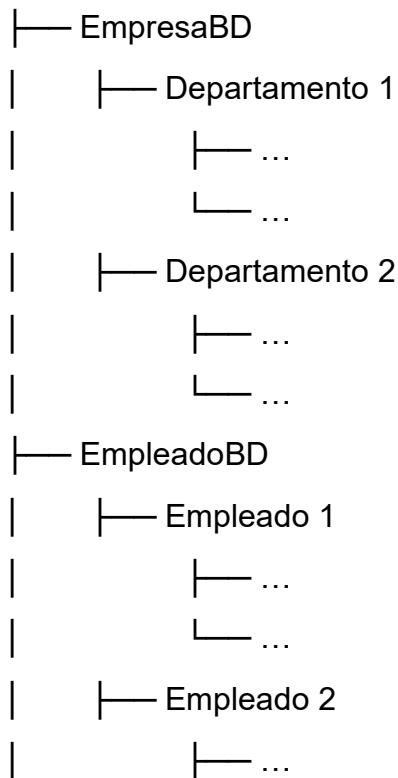 ├── EmpresaBD
│ ├── Departamento 1
│ ├── …
│ └── …
│ ├── Departamento 2
│ ├── …
│ └── …
├── EmpleadoBD
│ ├── Empleado 1
│ ├── …
│ └── …
│ ├── Empleado 2
│ ├── …